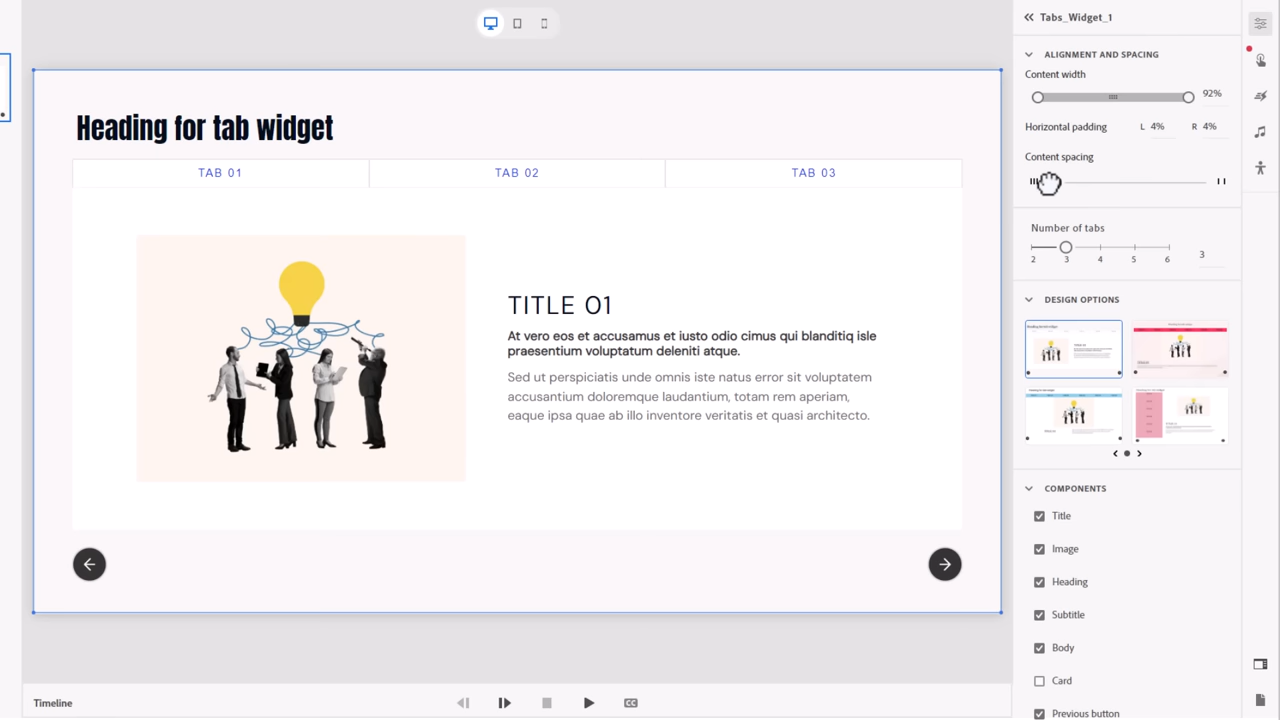 Tabs_Widget_1
ALIGNMENT AND SPACING
Content width
92%
Horizontal padding L 4% R 4%
Content spacing
Number of tabs
2 3 4 5 6
3
DESIGN OPTIONS
COMPONENTS
Title
Image
Heading
Subtitle
Body
Card
Previous button
Heading for tab widget
TAB 01 TAB 02 TAB 03
TITLE 01
At vero eos et accusamus et iusto odio cimus qui blanditiq isle
praesentium voluptatum deleniti atque.
Sed ut perspiciatis unde omnis iste natus error sit voluptatem
accusantium doloremque laudantium, totam rem aperiam,
eaque ipsa quae ab illo inventore veritatis et quasi architecto.
Timeline
CC